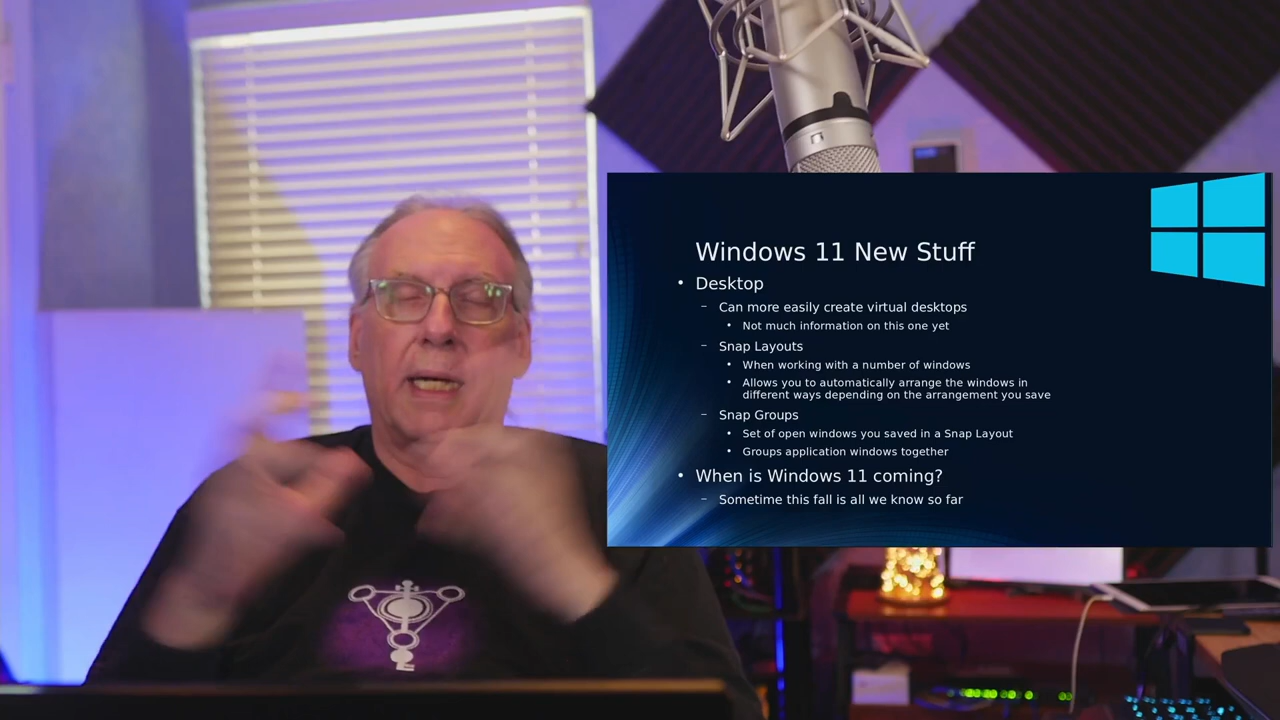 Windows 11 New Stuff
• Desktop
– Can more easily create virtual desktops
• Not much information on this one yet
– Snap Layouts
• When working with a number of windows
• Allows you to automatically arrange the windows in
different ways depending on the arrangement you save
– Snap Groups
• Set of open windows you saved in a Snap Layout
• Groups application windows together
• When is Windows 11 coming?
– Sometime this fall is all we know so far